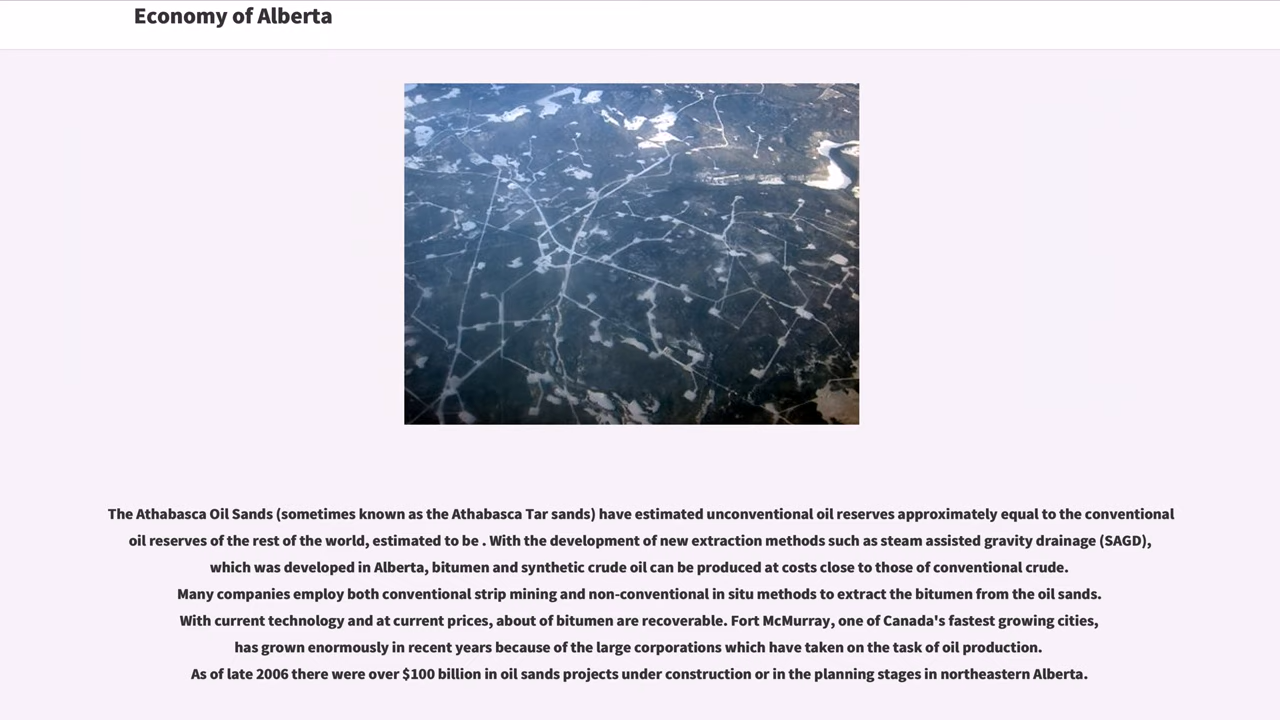 Economy of Alberta
The Athabasca Oil Sands (sometimes known as the Athabasca Tar sands) have estimated unconventional oil reserves approximately equal to the conventional
oil reserves of the rest of the world, estimated to be . With the development of new extraction methods such as steam assisted gravity drainage (SAGD),
which was developed in Alberta, bitumen and synthetic crude oil can be produced at costs close to those of conventional crude.
Many companies employ both conventional strip mining and non-conventional in situ methods to extract the bitumen from the oil sands.
With current technology and at current prices, about of bitumen are recoverable. Fort McMurray, one of Canada's fastest growing cities,
has grown enormously in recent years because of the large corporations which have taken on the task of oil production.
As of late 2006 there were over $100 billion in oil sands projects under construction or in the planning stages in northeastern Alberta.